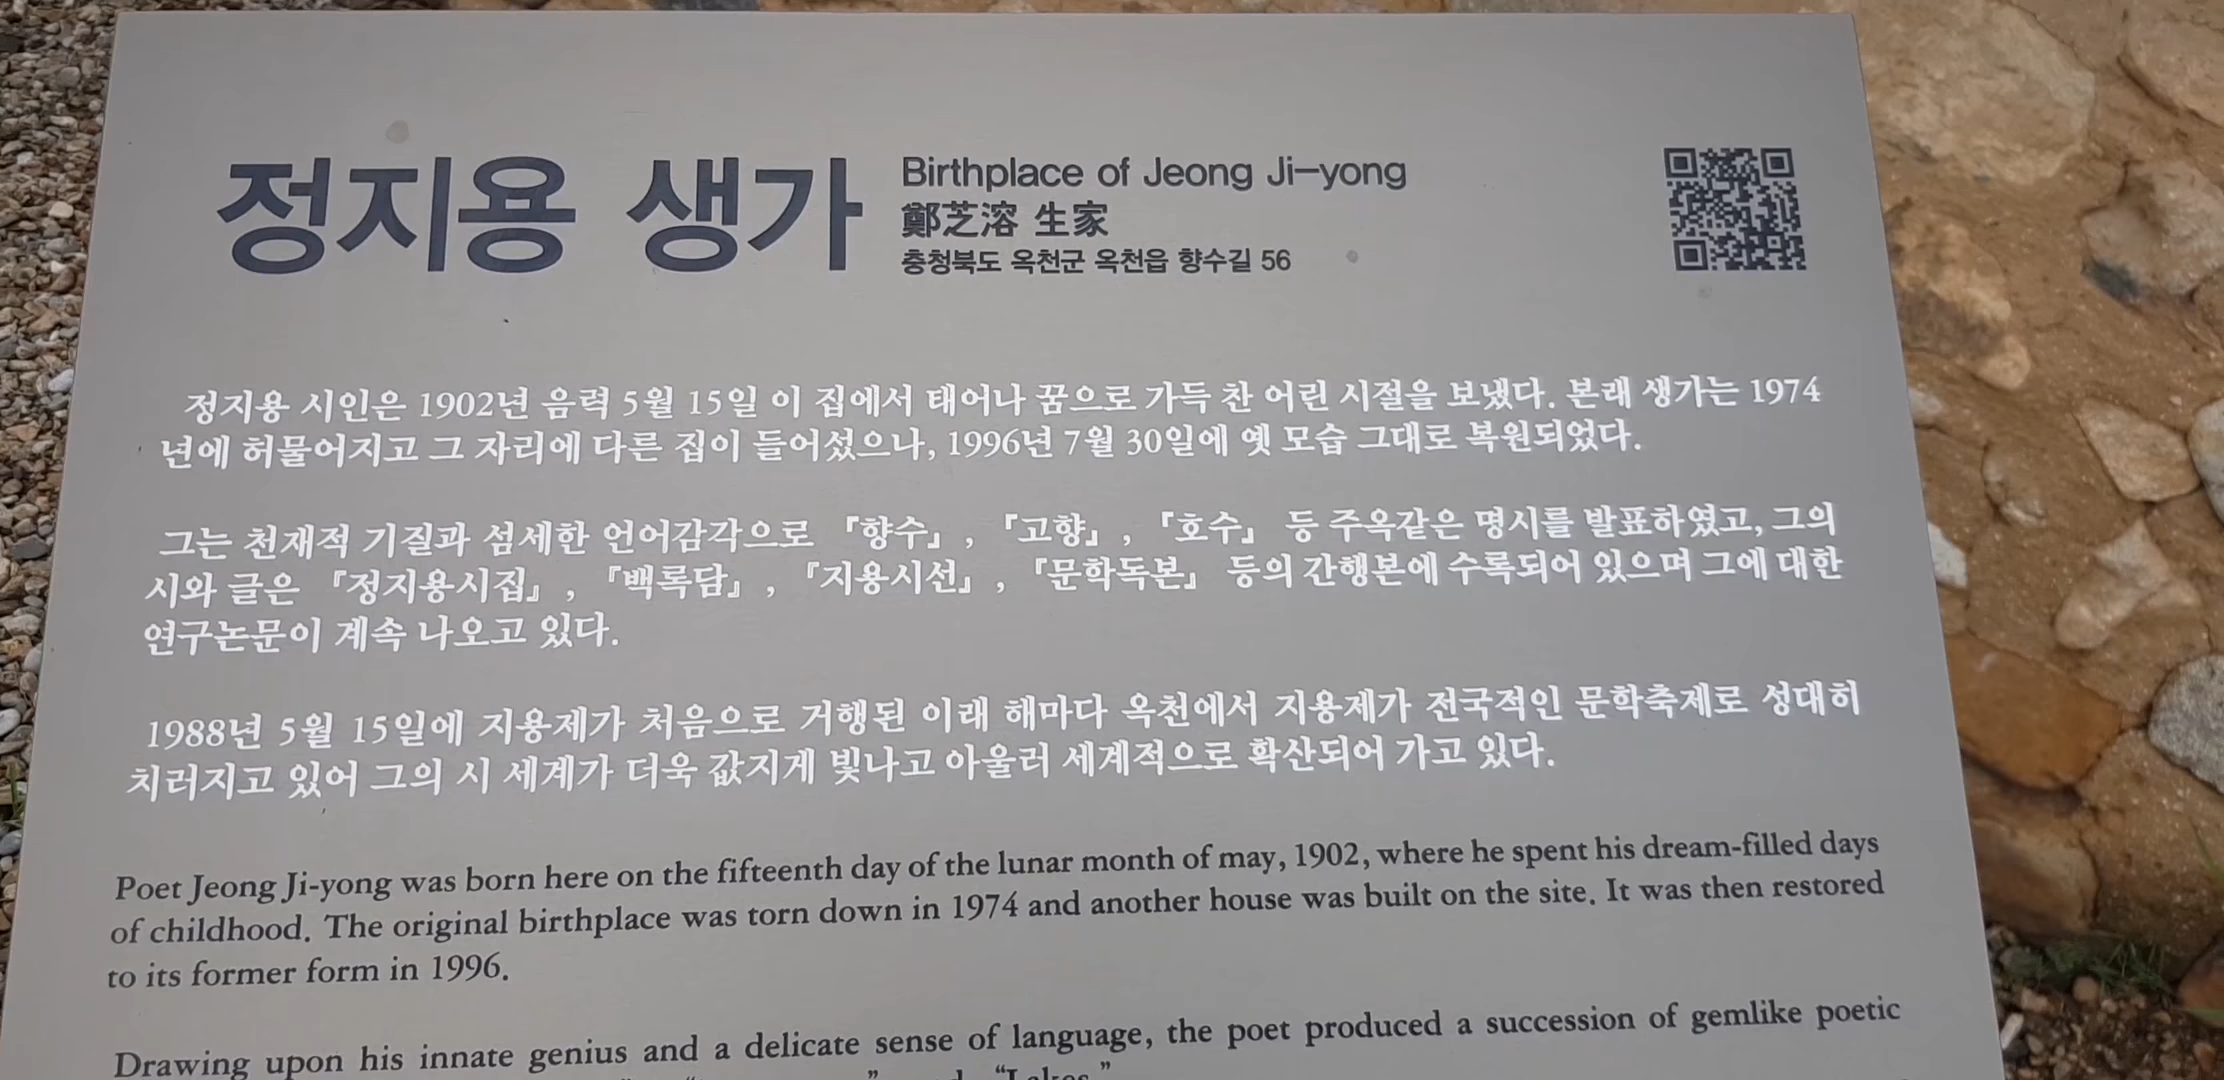 정지용 생가
Birthplace of Jeong Ji-yong
鄭芝溶 生家
충청북도 옥천군 옥천읍 향수길 56
정지용 시인은 1902년 음력 5월 15일 이 집에서 태어나 꿈으로 가득 찬 어린 시절을 보냈다. 본래 생가는 1974
년에 허물어지고 그 자리에 다른 집이 들어섰으나, 1996년 7월 30일에 옛 모습 그대로 복원되었다.
그는 천재적 기질과 섬세한 언어감각으로 『향수』, 『고향』, 『호수』 등 주옥같은 명시를 발표하였고, 그의
시와 글은 『정지용시집』, 『백록담』, 『지용시선』, 『문학독본』 등의 간행본에 수록되어 있으며 그에 대한
연구논문이 계속 나오고 있다.
1988년 5월 15일에 지용제가 처음으로 거행된 이래 해마다 옥천에서 지용제가 전국적인 문학축제로 성대히
치러지고 있어 그의 시 세계가 더욱 값지게 빛나고 아울러 세계적으로 확산되어 가고 있다.
Poet Jeong Ji-yong was born here on the fifteenth day of the lunar month of may, 1902, where he spent his dream-filled days
of childhood. The original birthplace was torn down in 1974 and another house was built on the site. It was then restored
to its former form in 1996.
Drawing upon his innate genius and a delicate sense of language, the poet produced a succession of gemlike poetic
"Lakes."